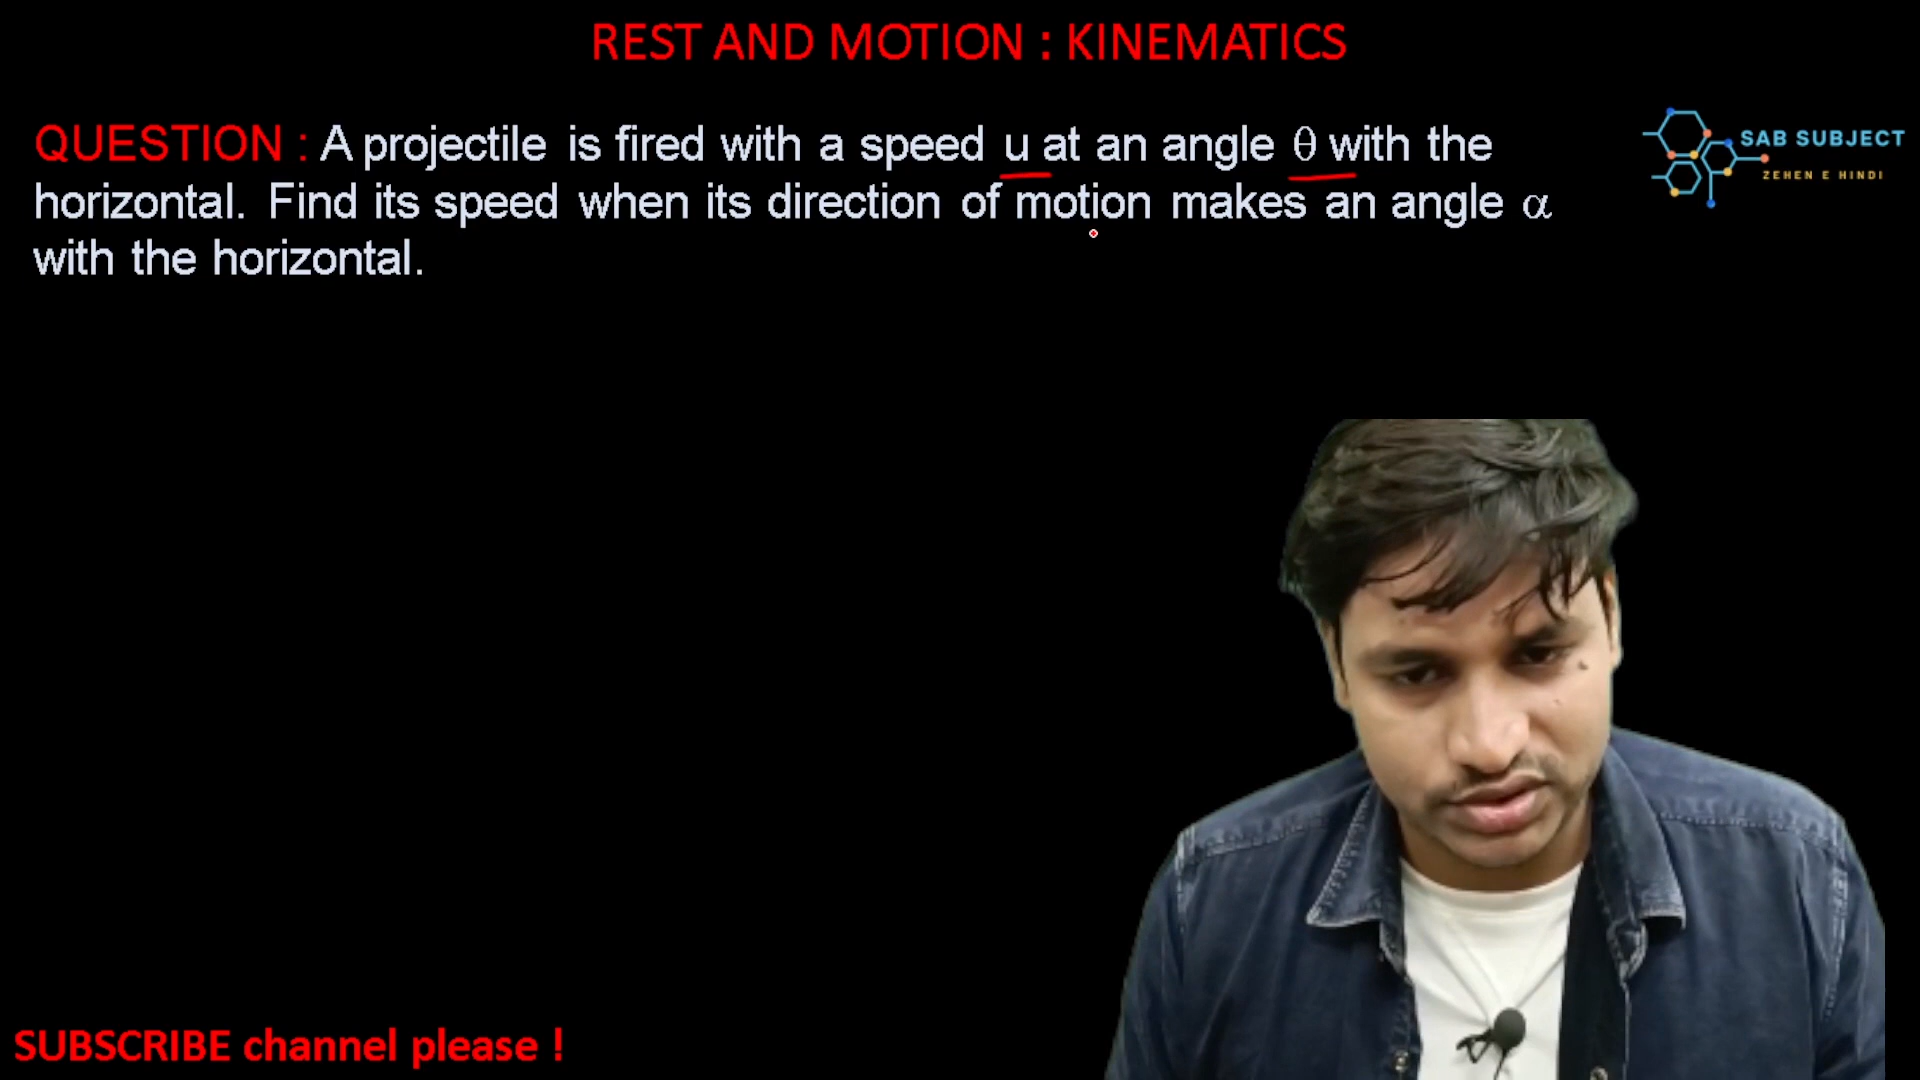 REST AND MOTION : KINEMATICS
QUESTION : A projectile is fired with a speed u at an angle θ with the
horizontal. Find its speed when its direction of motion makes an angle α
with the horizontal.
SAB SUBJECT
ZEHEN E HINDI
SUBSCRIBE channel please !